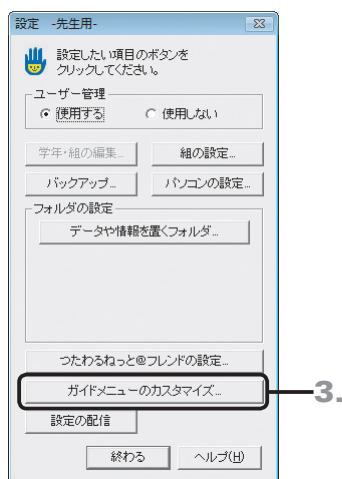 設定 -先生用-
設定したい項目のボタンを
クリックしてください。
ユーザー管理
使用する 使用しない
学年・組の編集... 組の設定...
バックアップ... パソコンの設定...
フォルダの設定
データや情報を置くフォルダ...
つたわるねっと@フレンドの設定...
ガイドメニューのカスタマイズ...
3.
設定の配信
終わる ヘルプ(H)